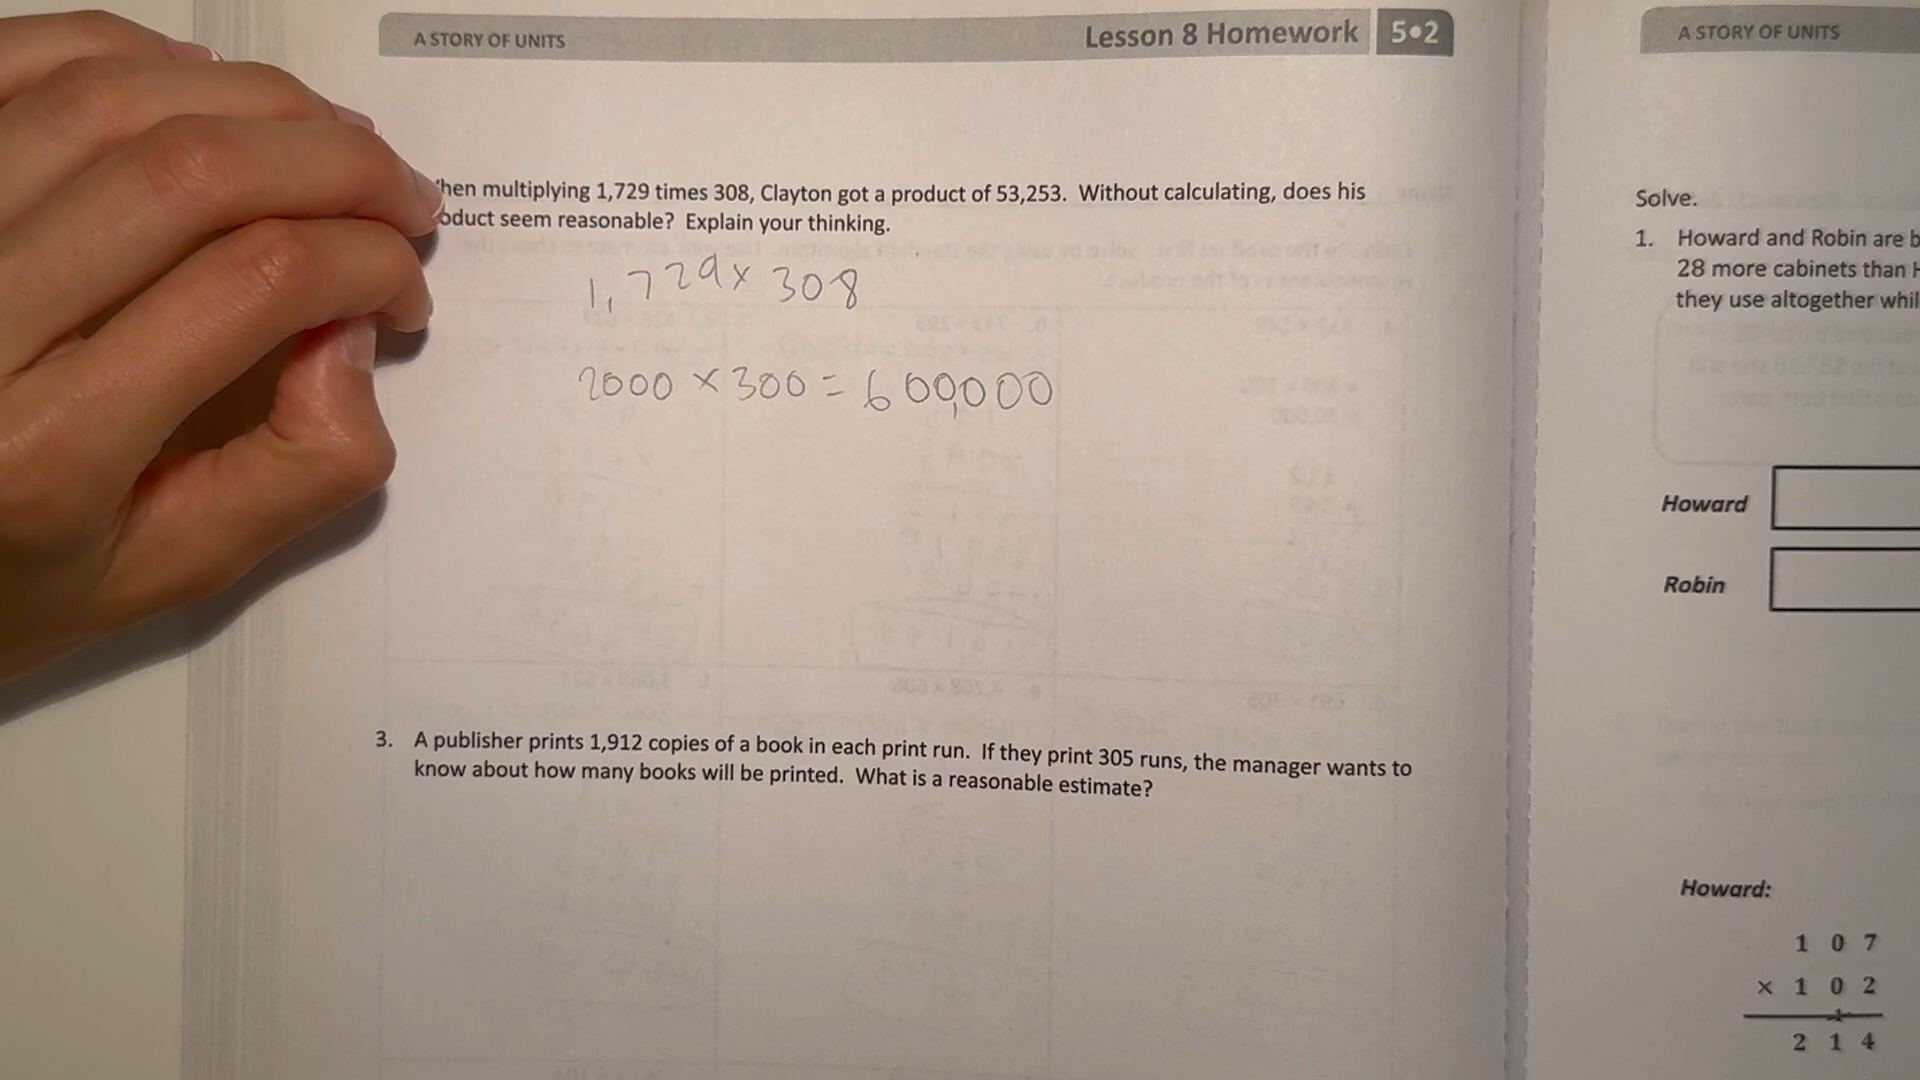 A STORY OF UNITS
Lesson 8 Homework 5•2
hen multiplying 1,729 times 308, Clayton got a product of 53,253. Without calculating, does his
oduct seem reasonable? Explain your thinking.
1,729 x 308
2000 x 300 = 600,000
3. A publisher prints 1,912 copies of a book in each print run. If they print 305 runs, the manager wants to
know about how many books will be printed. What is a reasonable estimate?
A STORY OF UNITS
Solve.
1. Howard and Robin are b
28 more cabinets than H
they use altogether whil
Howard
Robin
Howard:
1 0 7
x 1 0 2
2 1 4